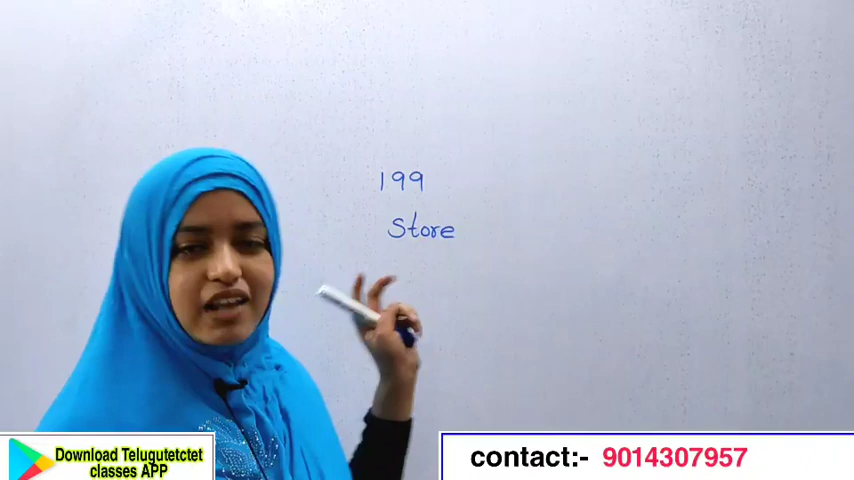 199
Store
Download Telugutetctet
classes APP
contact:- 9014307957